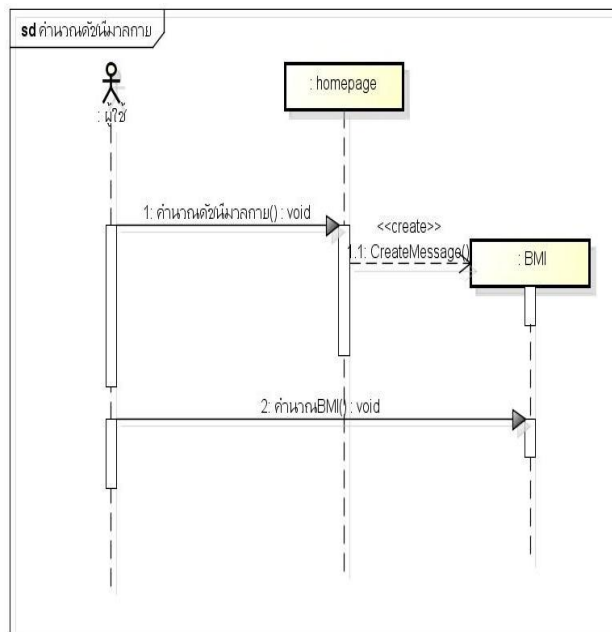 sd คำนวณดัชนีมวลกาย
: ผู้ใช้
: homepage
1: คำนวณดัชนีมวลกาย() : void
<<create>>
1.1: CreateMessage()
: BMI
2: คำนวณBMI() : void